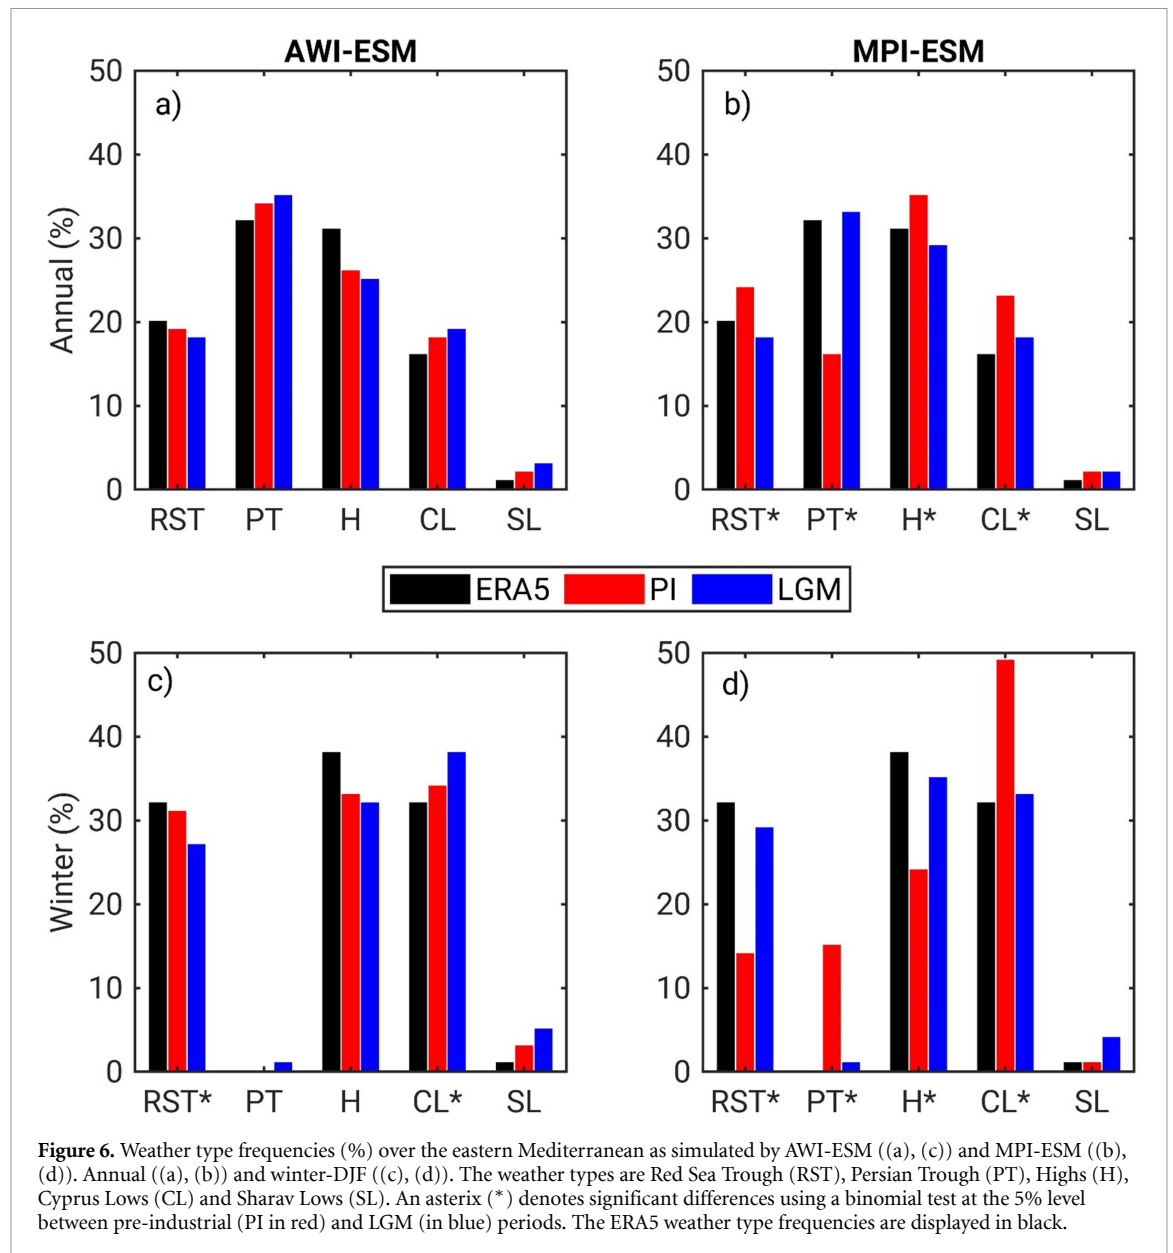 AWI-ESM
MPI-ESM
a)
b)
Annual (%)
50
40
30
20
10
0
50
40
30
20
10
0
RST PT H CL SL
RST* PT* H* CL* SL
ERA5 PI LGM
c)
d)
Winter (%)
50
40
30
20
10
0
50
40
30
20
10
0
RST* PT H CL* SL
RST* PT* H* CL* SL
Figure 6. Weather type frequencies (%) over the eastern Mediterranean as simulated by AWI-ESM ((a), (c)) and MPI-ESM ((b),
(d)). Annual ((a), (b)) and winter-DJF ((c), (d)). The weather types are Red Sea Trough (RST), Persian Trough (PT), Highs (H),
Cyprus Lows (CL) and Sharav Lows (SL). An asterix (*) denotes significant differences using a binomial test at the 5% level
between pre-industrial (PI in red) and LGM (in blue) periods. The ERA5 weather type frequencies are displayed in black.